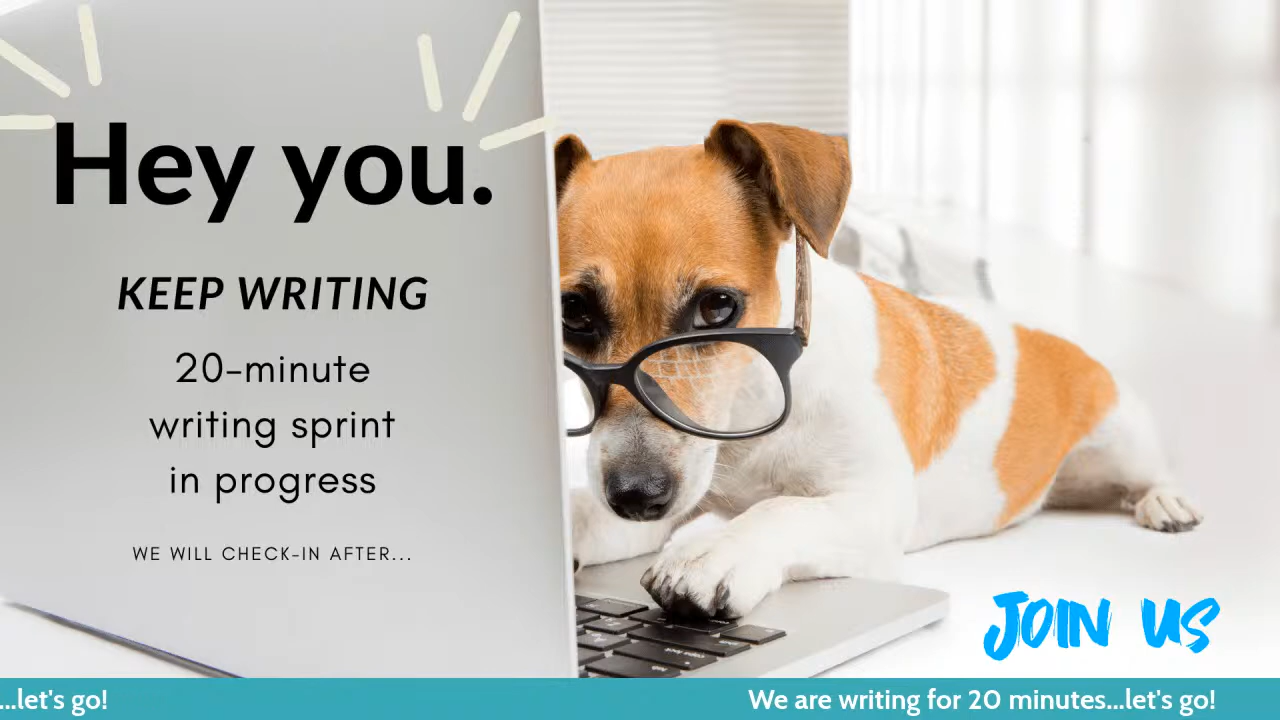 Hey you.
KEEP WRITING
20-minute
writing sprint
in progress
WE WILL CHECK-IN AFTER...
JOIN US
...let's go!
We are writing for 20 minutes...let's go!